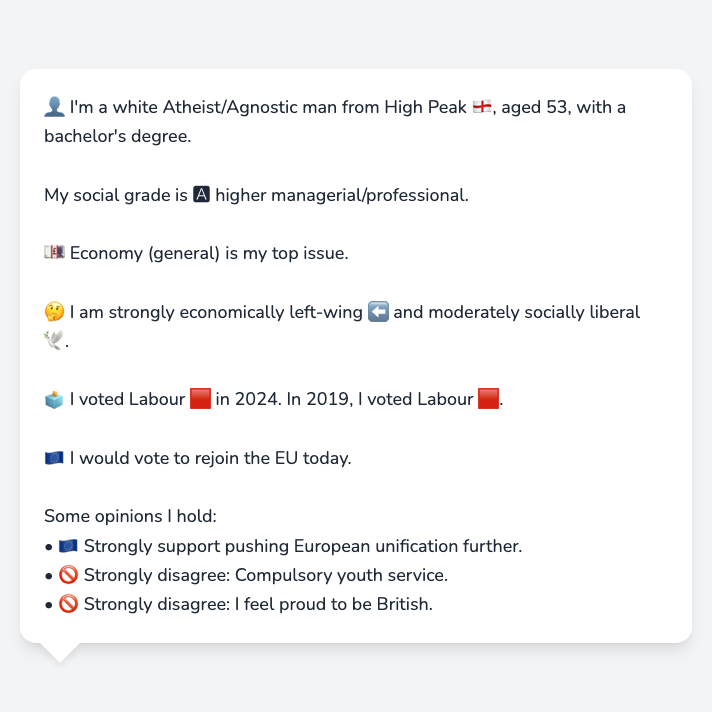 👤 I'm a white Atheist/Agnostic man from High Peak 🏴󠁧󠁢󠁥󠁮󠁧󠁿, aged 53, with a
bachelor's degree.
My social grade is 🅰 higher managerial/professional.
💷 Economy (general) is my top issue.
🤔 I am strongly economically left-wing ⬅️ and moderately socially liberal
🕊️.
🗳️ I voted Labour 🟥 in 2024. In 2019, I voted Labour 🟥.
🇪🇺 I would vote to rejoin the EU today.
Some opinions I hold:
• 🇪🇺 Strongly support pushing European unification further.
• 🚫 Strongly disagree: Compulsory youth service.
• 🚫 Strongly disagree: I feel proud to be British.